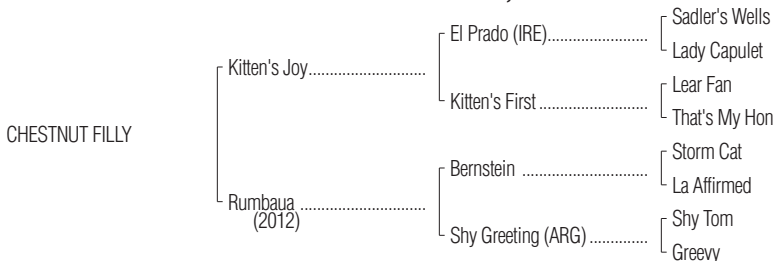 Sadler's Wells
El Prado (IRE)..........................
Lady Capulet
Kitten's Joy..............................
Lear Fan
Kitten's First ............................
That's My Hon
CHESTNUT FILLY
Storm Cat
Bernstein .................................
La Affirmed
Rumbaua ................................
(2012)
Shy Tom
Shy Greeting (ARG) ...............
Greevy